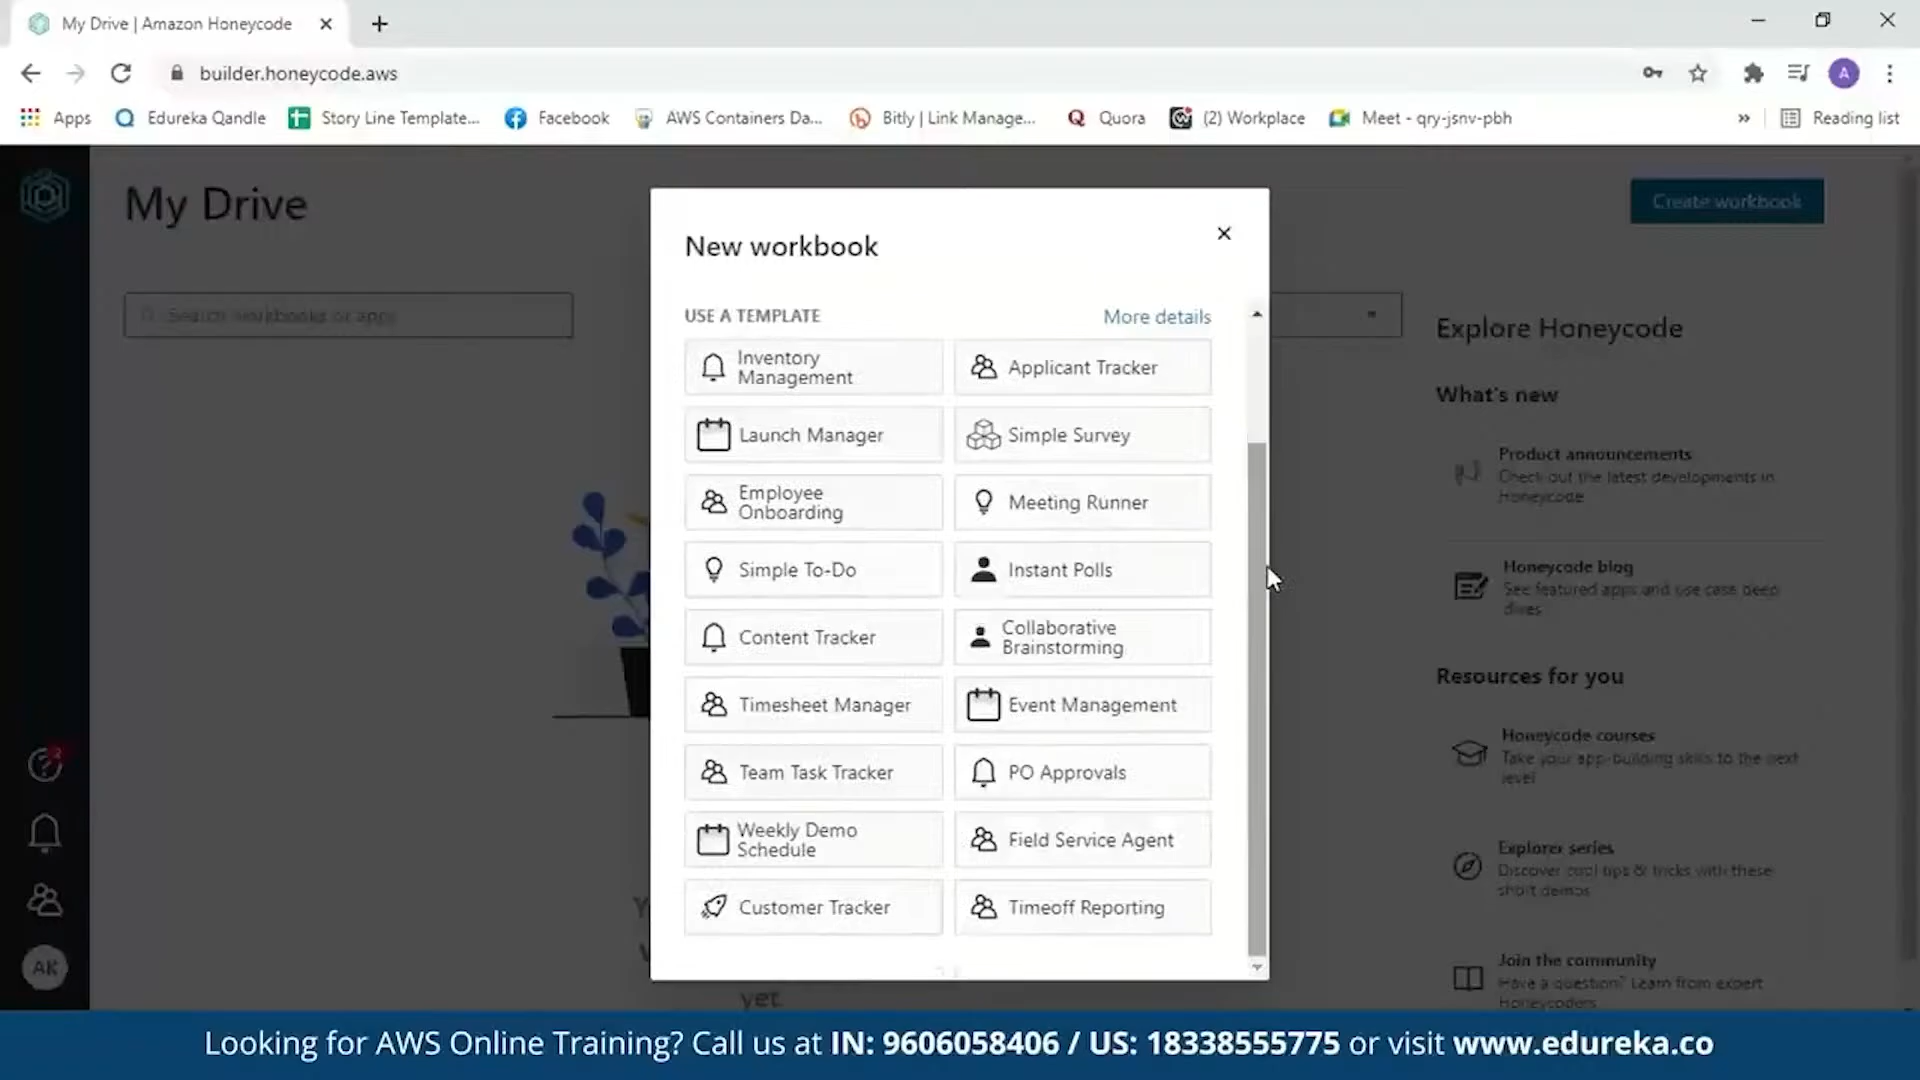 My Drive | Amazon Honeycode
builder.honeycode.aws
Apps
Edureka Qandle
Story Line Template...
Facebook
AWS Containers Da...
Bitly | Link Manage...
Quora
(2) Workplace
Meet - qry-jsnv-pbh
»
Reading list
A
My Drive
Create workbook
Search workbooks or apps
New workbook
USE A TEMPLATE
More details
Inventory
Management
Applicant Tracker
Launch Manager
Simple Survey
Employee
Onboarding
Meeting Runner
Simple To-Do
Instant Polls
Content Tracker
Collaborative
Brainstorming
Timesheet Manager
Event Management
Team Task Tracker
PO Approvals
Weekly Demo
Schedule
Field Service Agent
Customer Tracker
Timeoff Reporting
yet
Explore Honeycode
What's new
Product announcements
Check out the latest developments in
Honeycode
Honeycode blog
See featured apps and use case deep
dives
Resources for you
Honeycode courses
Take your app-building skills to the next
level
Explorer series
Discover cool tips & tricks with these
short demos
Join the community
Have a question? Learn from expert
Honeycoders
2
AK
Looking for AWS Online Training? Call us at IN: 9606058406 / US: 18338555775 or visit www.edureka.co